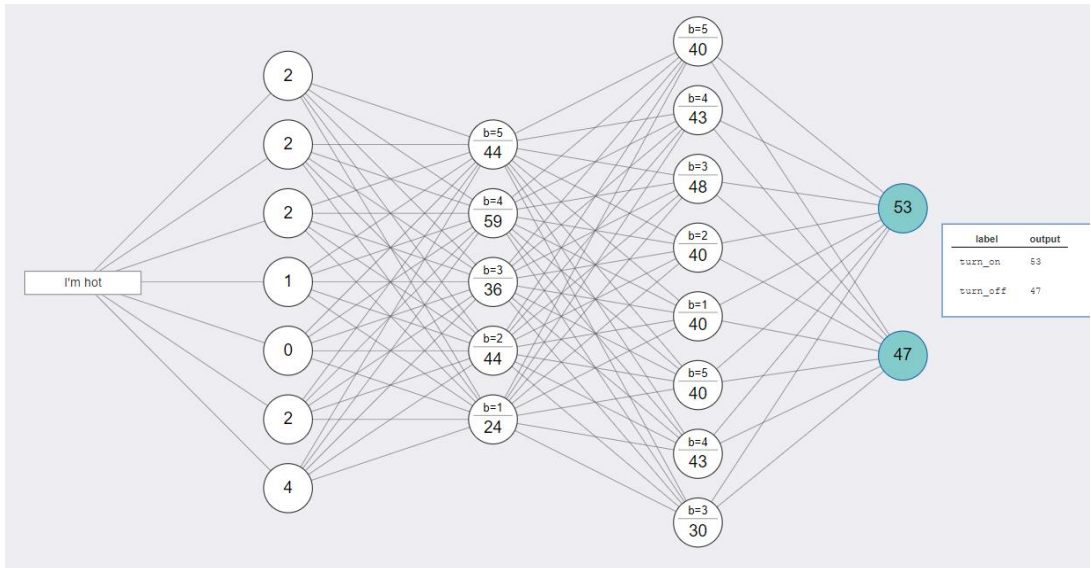 I'm hot
2
2
2
1
0
2
4
b=5
44
b=4
59
b=3
36
b=2
44
b=1
24
b=5
40
b=4
43
b=3
48
b=2
40
b=1
40
b=5
40
b=4
43
b=3
30
53
47
label output
turn_on 53
turn_off 47